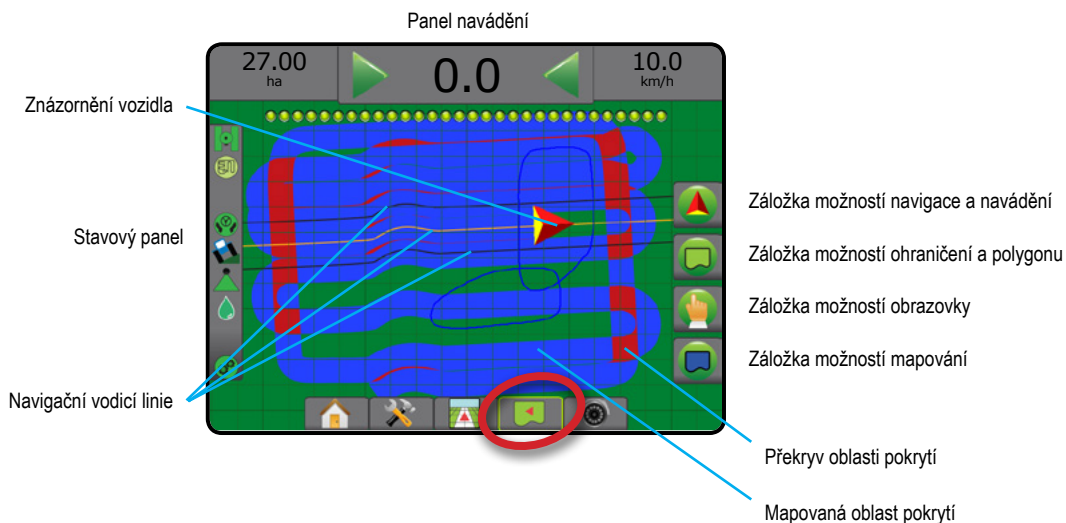 Panel navádění
27.00
ha
0.0
10.0
km/h
Znázornění vozidla
Stavový panel
Navigační vodicí linie
Záložka možností navigace a navádění
Záložka možností ohraničení a polygonu
Záložka možností obrazovky
Záložka možností mapování
Překryv oblasti pokrytí
Mapovaná oblast pokrytí